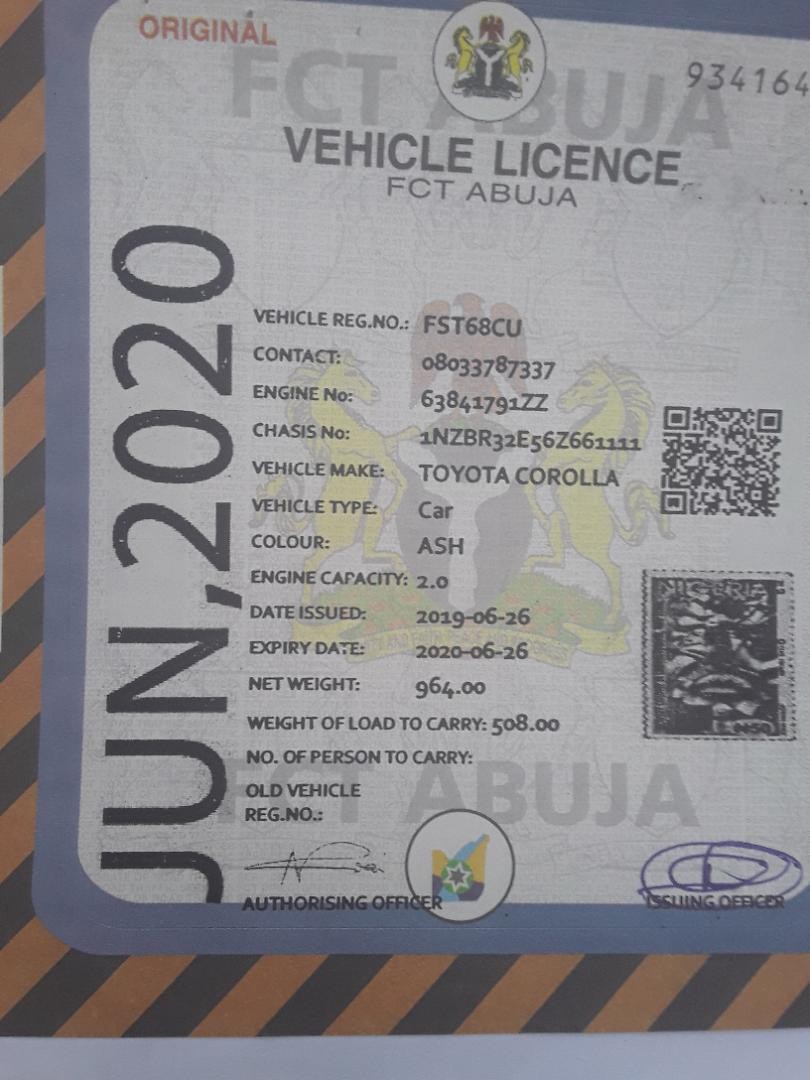 ORIGINAL
934164
FCT ABUJA
VEHICLE LICENCE
FCT ABUJA
JUN,2020
VEHICLE REG.NO.: FST68CU
CONTACT: 08033787337
ENGINE No: 63841791ZZ
CHASIS No: 1NZBR32E56Z661111
VEHICLE MAKE: TOYOTA COROLLA
VEHICLE TYPE: Car
COLOUR: ASH
ENGINE CAPACITY: 2.0
DATE ISSUED: 2019-06-26
EXPIRY DATE: 2020-06-26
NET WEIGHT: 964.00
WEIGHT OF LOAD TO CARRY: 508.00
NO. OF PERSON TO CARRY:
OLD VEHICLE
REG.NO.:
NIGERIA
FCT ABUJA
AUTHORISING OFFICER
ISSUING OFFICER